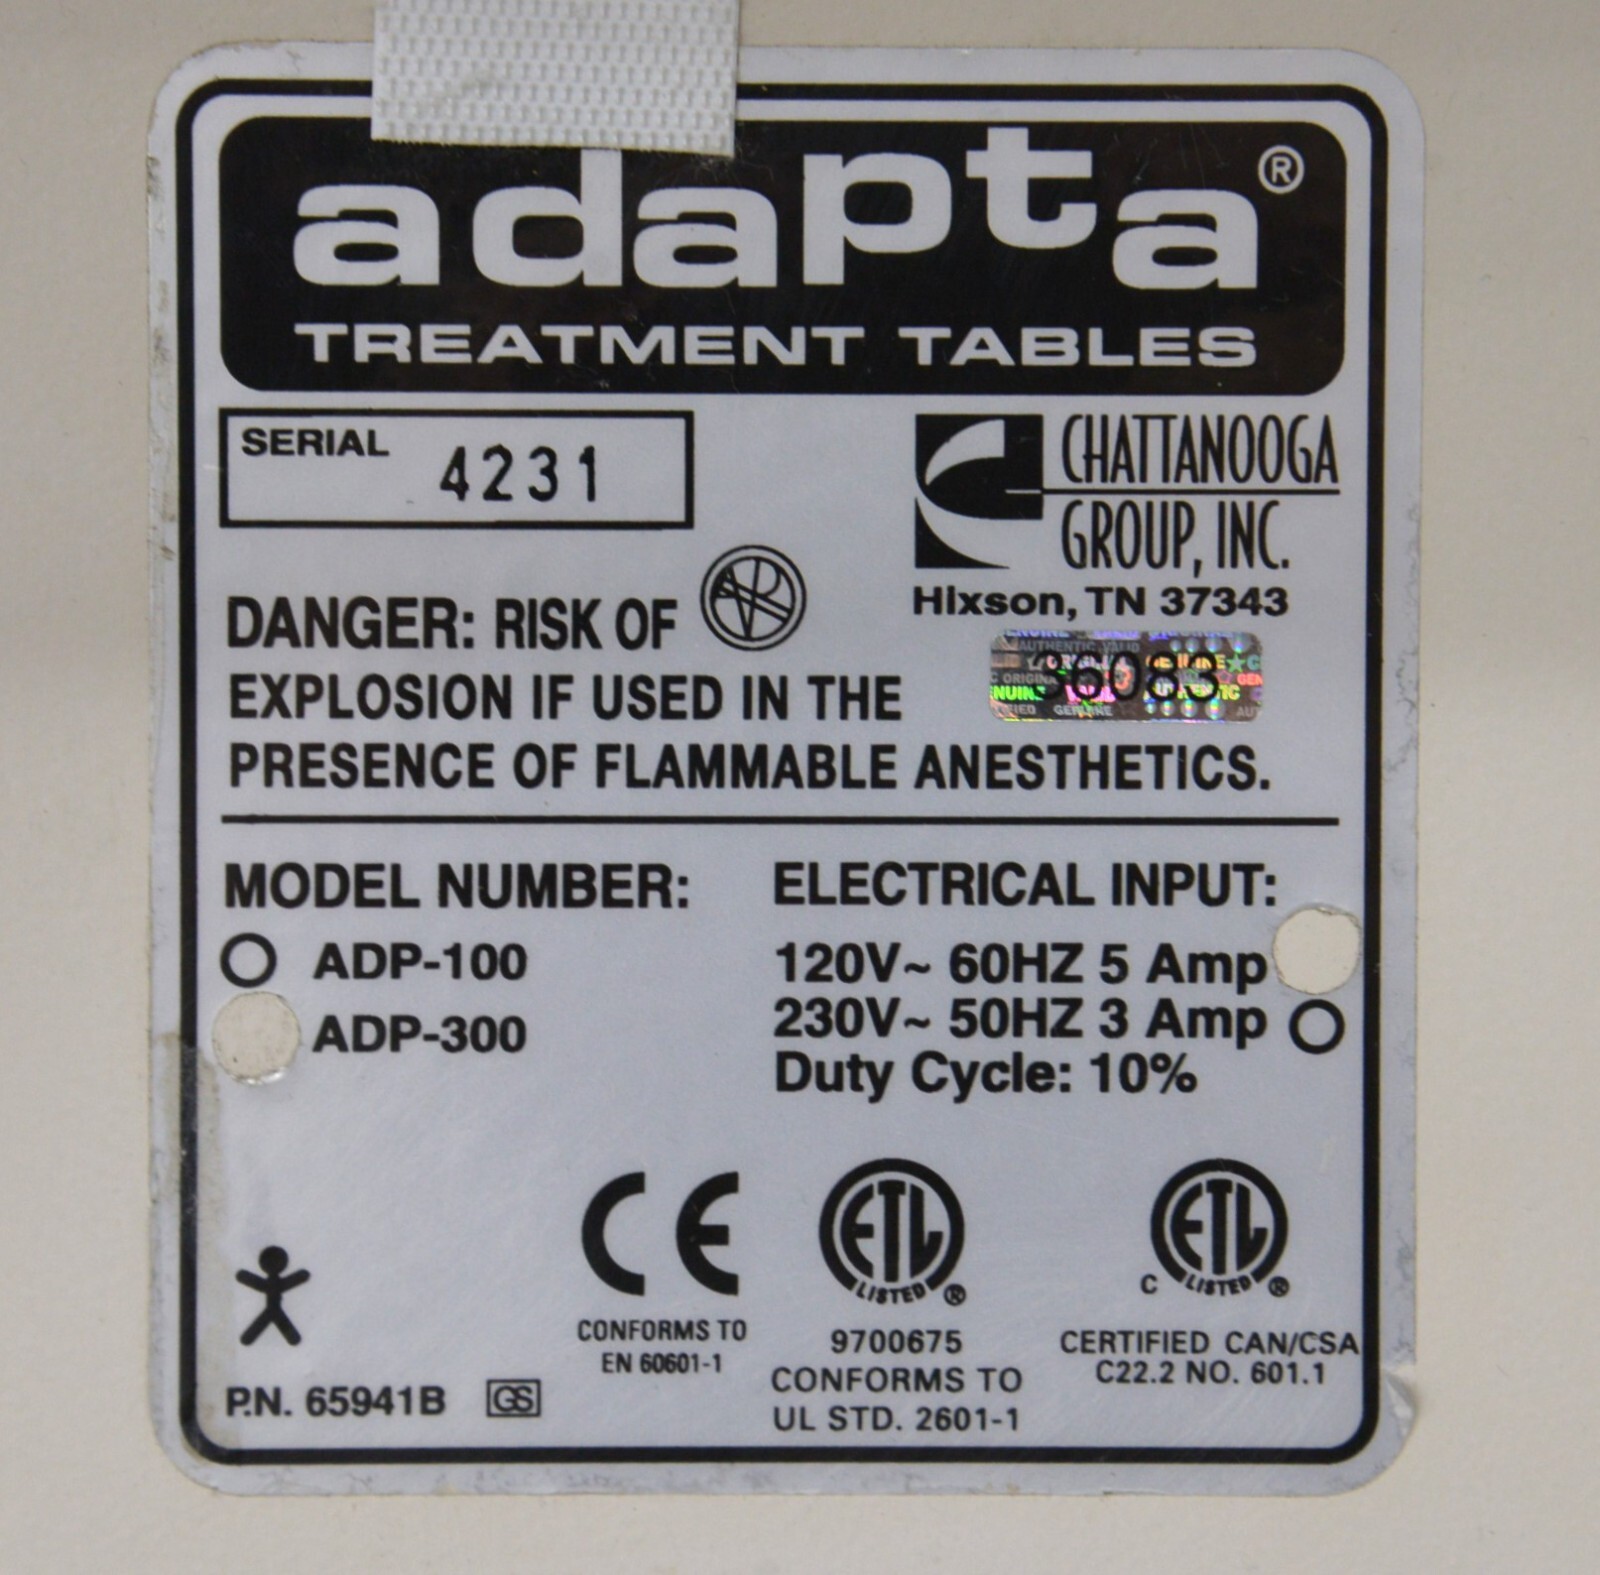 adapta®
TREATMENT TABLES
SERIAL 4231
CHATTANOOGA
GROUP, INC.
Hixson, TN 37343
DANGER: RISK OF
EXPLOSION IF USED IN THE
PRESENCE OF FLAMMABLE ANESTHETICS.
36083
MODEL NUMBER:
ADP-100
ADP-300
ELECTRICAL INPUT:
120V~ 60HZ 5 Amp
230V~ 50HZ 3 Amp
Duty Cycle: 10%
CE
CONFORMS TO
EN 60601-1
ETL
LISTED ®
9700675
CONFORMS TO
UL STD. 2601-1
ETL
C LISTED ®
CERTIFIED CAN/CSA
C22.2 NO. 601.1
P.N. 65941B GS